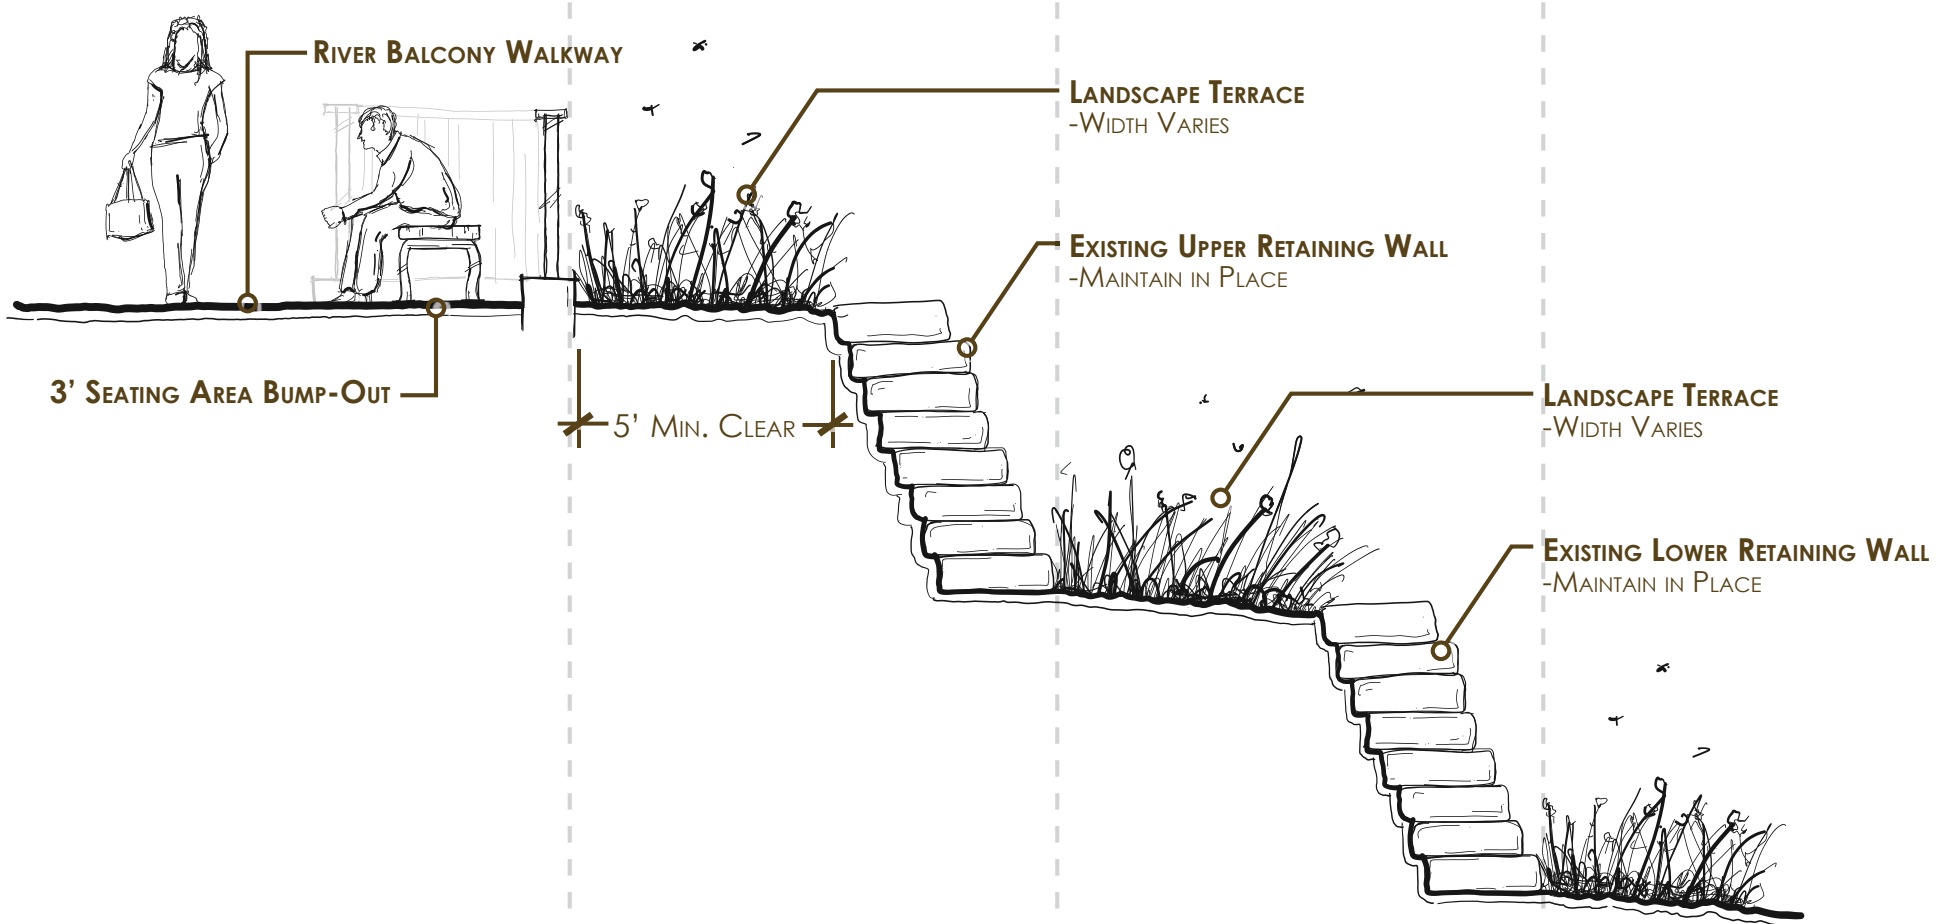 River Balcony Walkway
Landscape Terrace
-Width Varies
Existing Upper Retaining Wall
-Maintain in Place
3’ Seating Area Bump-Out
5’ Min. Clear
Landscape Terrace
-Width Varies
Existing Lower Retaining Wall
-Maintain in Place